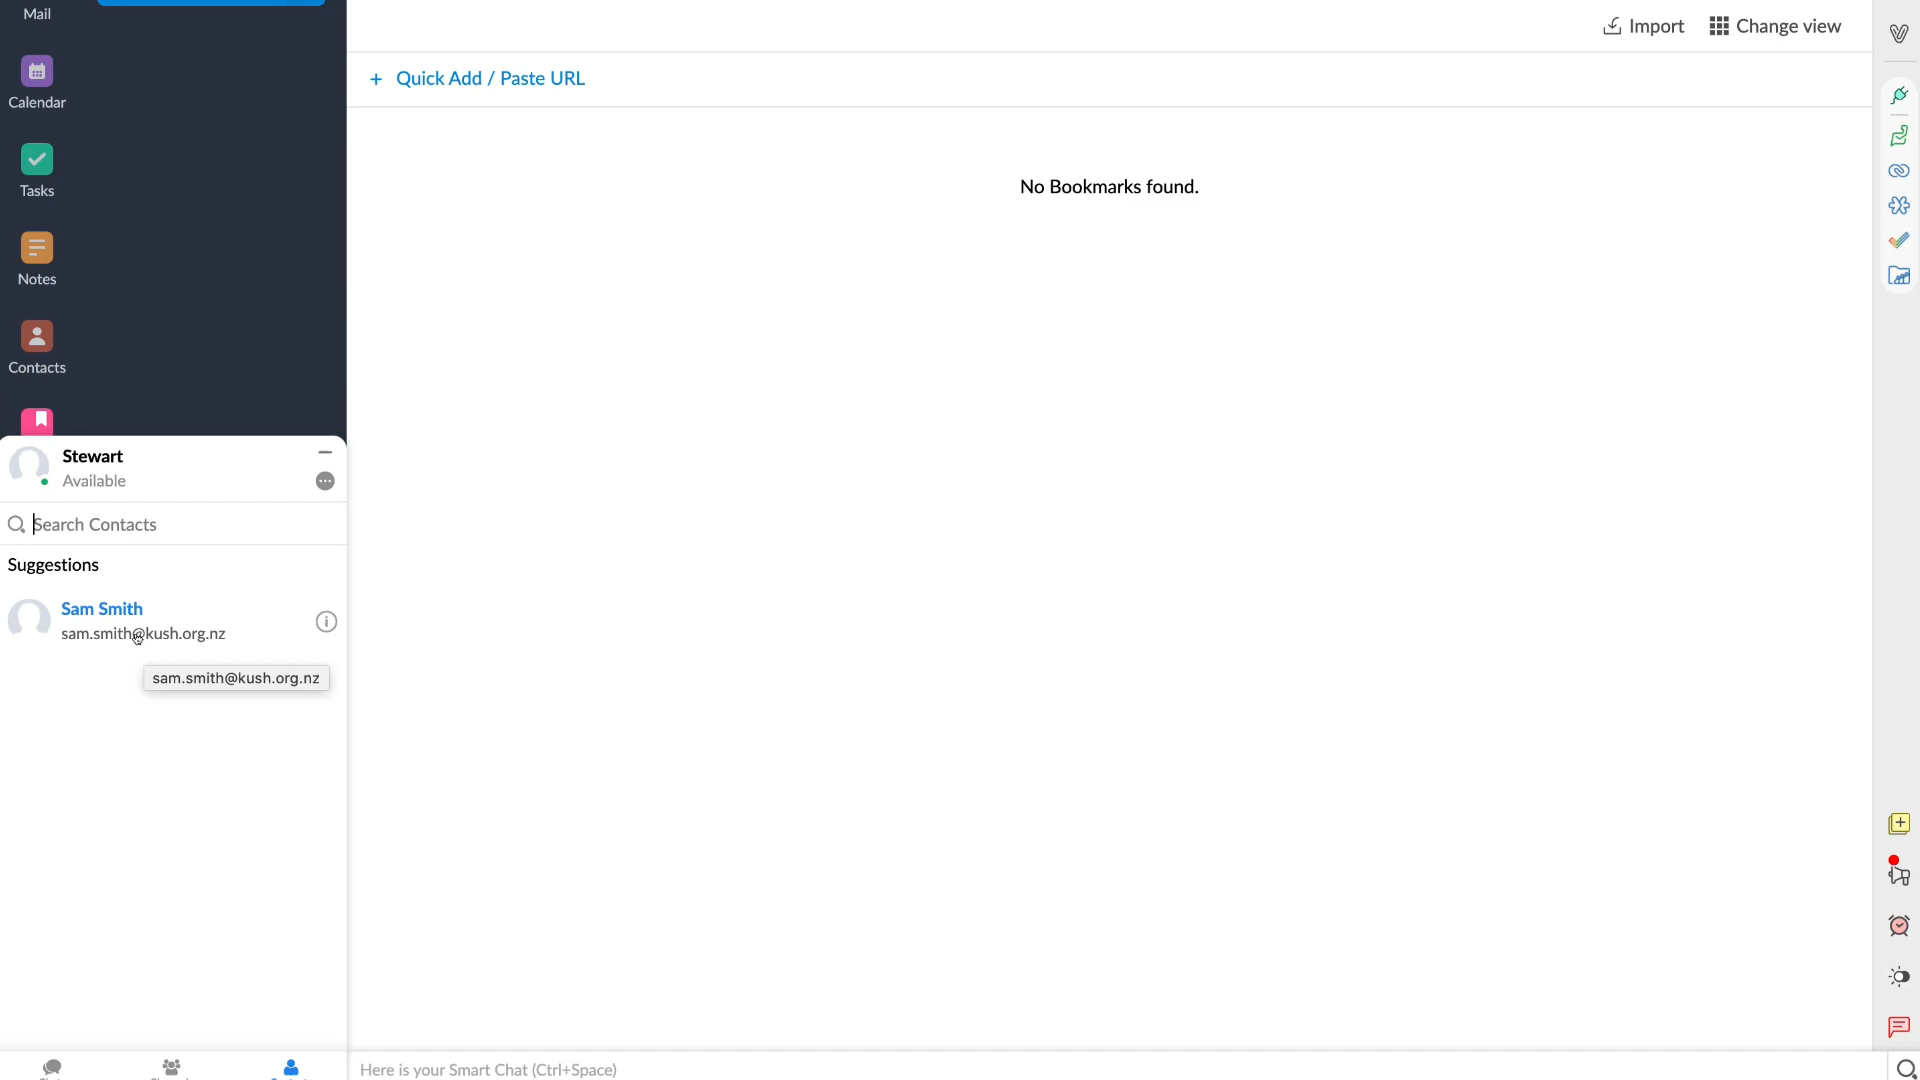 Mail
Calendar
Tasks
Notes
Contacts
Import
Change view
+ Quick Add / Paste URL
No Bookmarks found.
Stewart
Available
Search Contacts
Suggestions
Sam Smith
sam.smith@kush.org.nz
sam.smith@kush.org.nz
Here is your Smart Chat (Ctrl+Space)